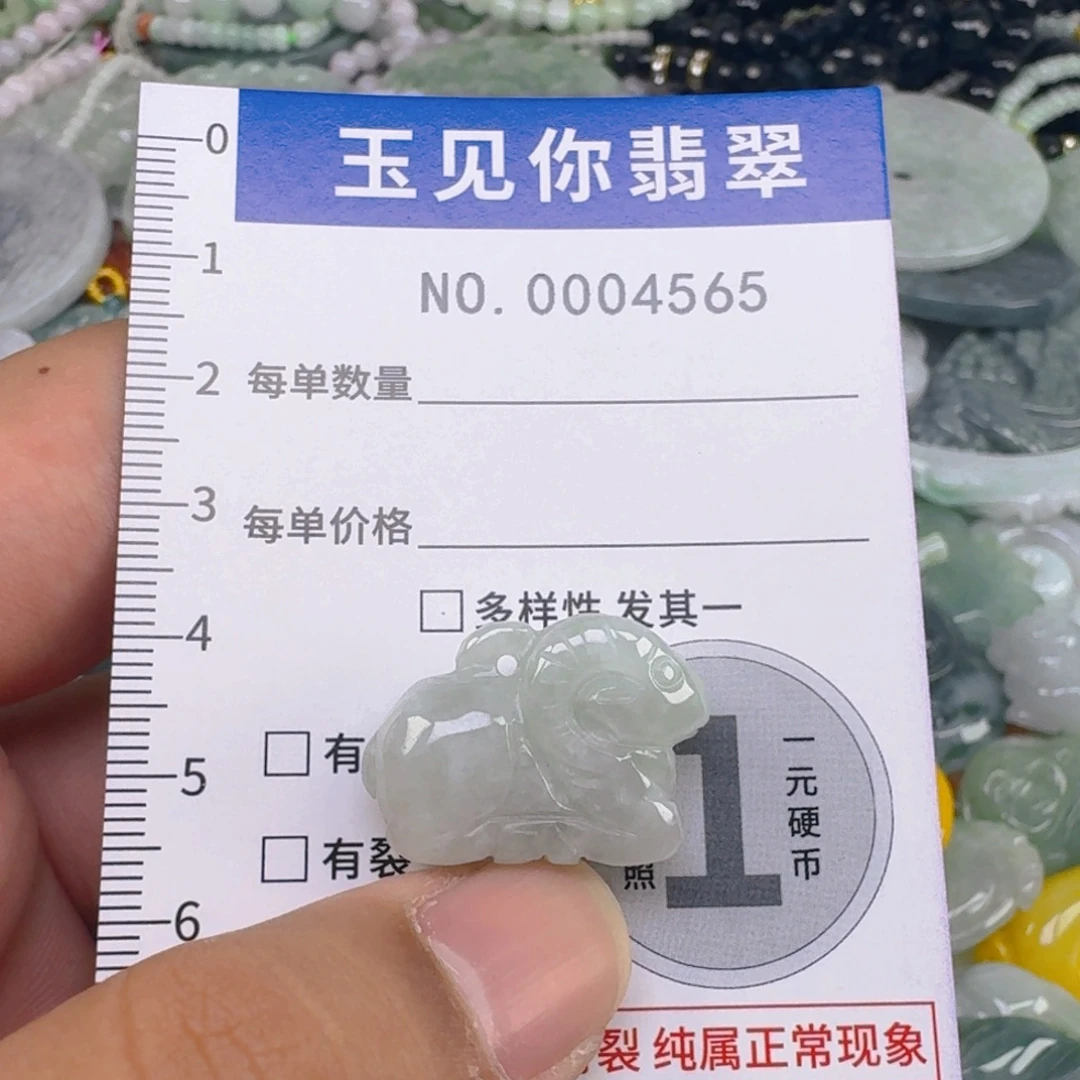 玉见你翡翠
NO. 0004565
每单数量
每单价格
多样性 发其一
有
有裂
照
1
一元硬币
裂 纯属正常现象
0
1
2
3
4
5
6